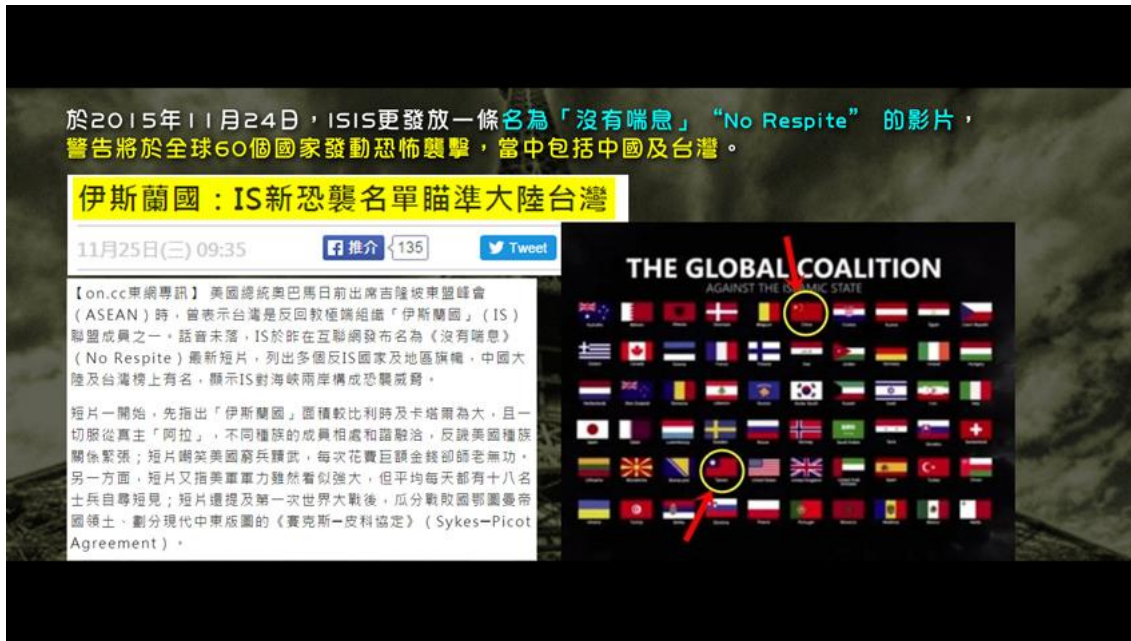 於2015年11月24日，ISIS更發放一條名為「沒有喘息」“No Respite” 的影片，
警告將於全球60個國家發動恐怖襲擊，當中包括中國及台灣。
伊斯蘭國：IS新恐襲名單瞄準大陸台灣
11月25日(三) 09:35
推介 135
Tweet
【on.cc東網專訊】 美國總統奧巴馬日前出席吉隆坡東盟峰會
（ASEAN）時，曾表示台灣是反回教極端組織「伊斯蘭國」（IS）
聯盟成員之一。話音未落，IS於昨在互聯網發布名為《沒有喘息》
（No Respite）最新短片，列出多個反IS國家及地區旗幟，中國大
陸及台灣榜上有名，顯示IS對海峽兩岸構成恐襲威脅。
短片一開始，先指出「伊斯蘭國」面積較比利時及卡塔爾為大，且一
切服從真主「阿拉」，不同種族的成員相處和諧融洽，反譏美國種族
關係緊張；短片嘲笑美國窮兵黷武，每次花費巨額金錢卻師老無功。
另一方面，短片又指美軍軍力雖然看似強大，但平均每天都有十八名
士兵自尋短見；短片還提及第一次世界大戰後，瓜分戰敗國鄂圖曼帝
國領土、劃分現代中東版圖的《賽克斯─皮科協定》（Sykes─Picot
Agreement）。
THE GLOBAL COALITION
AGAINST THE ISLAMIC STATE